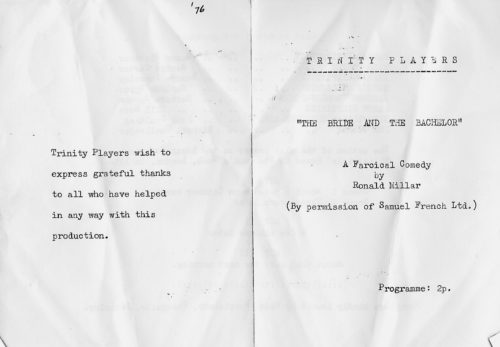 '76
Trinity Players wish to
express grateful thanks
to all who have helped
in any way with this
production.
TRINITY PLAYERS
"THE BRIDE AND THE BACHELOR"
A Farcical Comedy
by
Ronald Millar
(By permission of Samuel French Ltd.)
Programme: 2p.